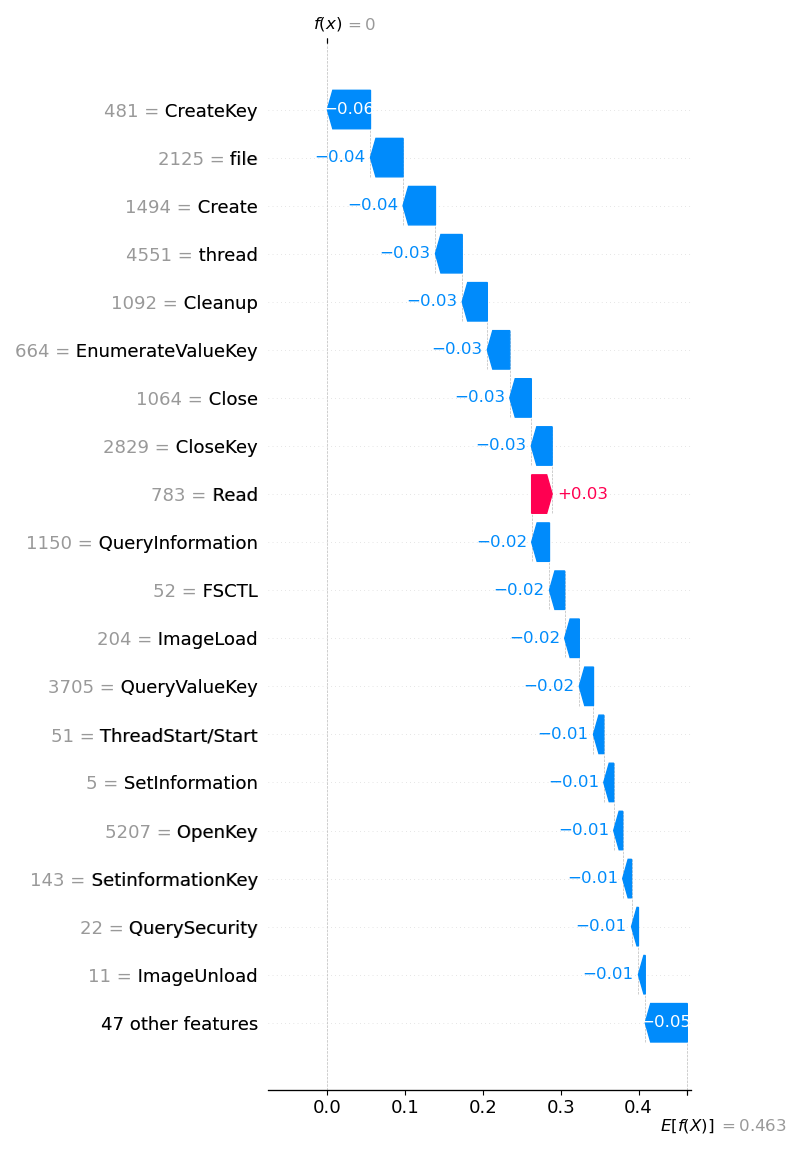 f(x) = 0
481 = CreateKey
−0.06
2125 = file
−0.04
1494 = Create
−0.04
4551 = thread
−0.03
1092 = Cleanup
−0.03
664 = EnumerateValueKey
−0.03
1064 = Close
−0.03
2829 = CloseKey
−0.03
783 = Read
+0.03
1150 = QueryInformation
−0.02
52 = FSCTL
−0.02
204 = ImageLoad
−0.02
3705 = QueryValueKey
−0.02
51 = ThreadStart/Start
−0.01
5 = SetInformation
−0.01
5207 = OpenKey
−0.01
143 = SetinformationKey
−0.01
22 = QuerySecurity
−0.01
11 = ImageUnload
−0.01
47 other features
−0.05
0.0 0.1 0.2 0.3 0.4
E[f(X)] = 0.463